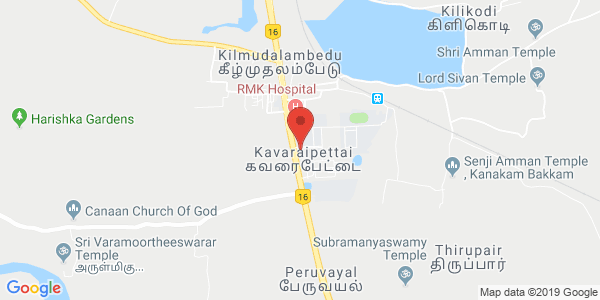 Kilikodi
கிளிகொடி
16
Kilmudalambedu
கீழ்முதலம்பேடு
Shri Amman Temple
Lord Sivan Temple
RMK Hospital
H
Harishka Gardens
Kavaraipettai
கவரைபேட்டை
Senji Amman Temple
, Kanakam Bakkam
16
Canaan Church Of God
Sri Varamoortheeswarar
Temple
அருள்மிகு...
Subramanyaswamy
Temple
Thirupair
திருப்பார்
Peruvayal
பேருவயல்
Google
Map data ©2019 Google